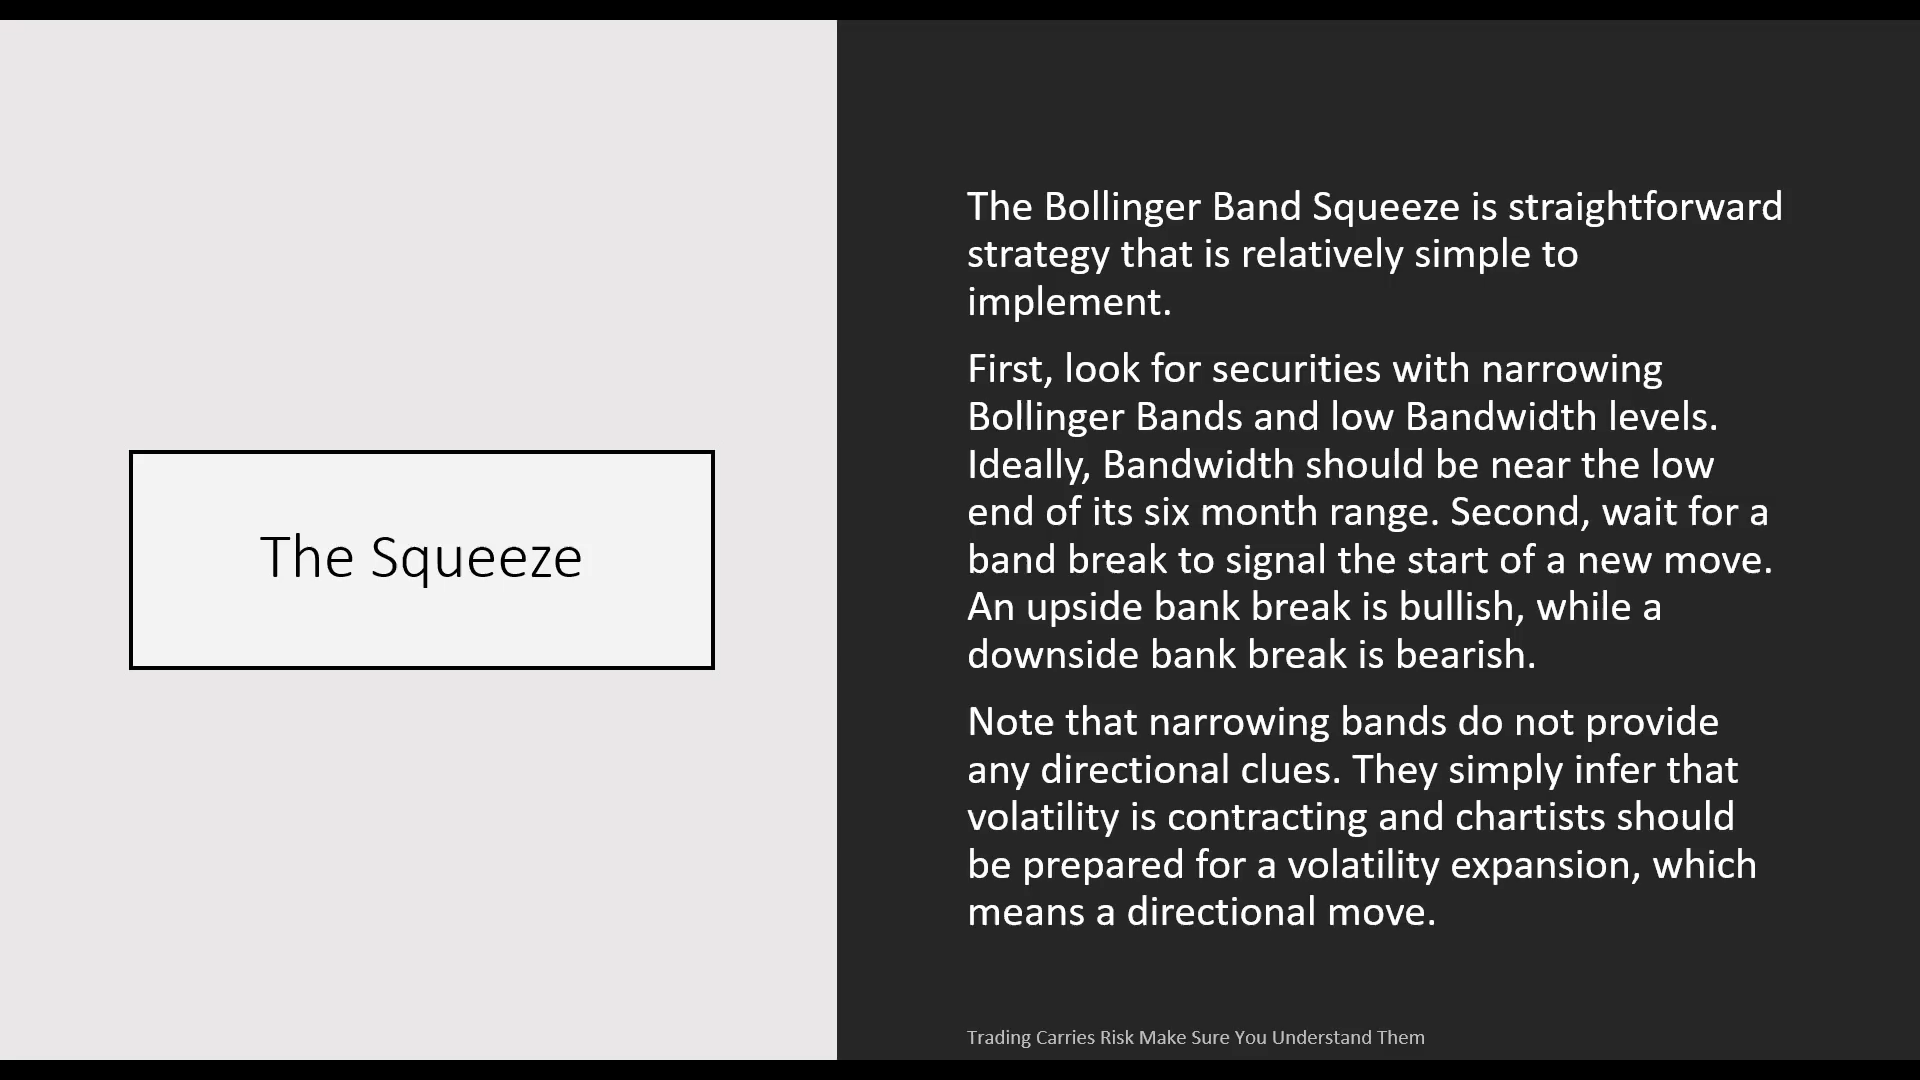 The Squeeze
The Bollinger Band Squeeze is straightforward
strategy that is relatively simple to
implement.
First, look for securities with narrowing
Bollinger Bands and low Bandwidth levels.
Ideally, Bandwidth should be near the low
end of its six month range. Second, wait for a
band break to signal the start of a new move.
An upside bank break is bullish, while a
downside bank break is bearish.
Note that narrowing bands do not provide
any directional clues. They simply infer that
volatility is contracting and chartists should
be prepared for a volatility expansion, which
means a directional move.
Trading Carries Risk Make Sure You Understand Them